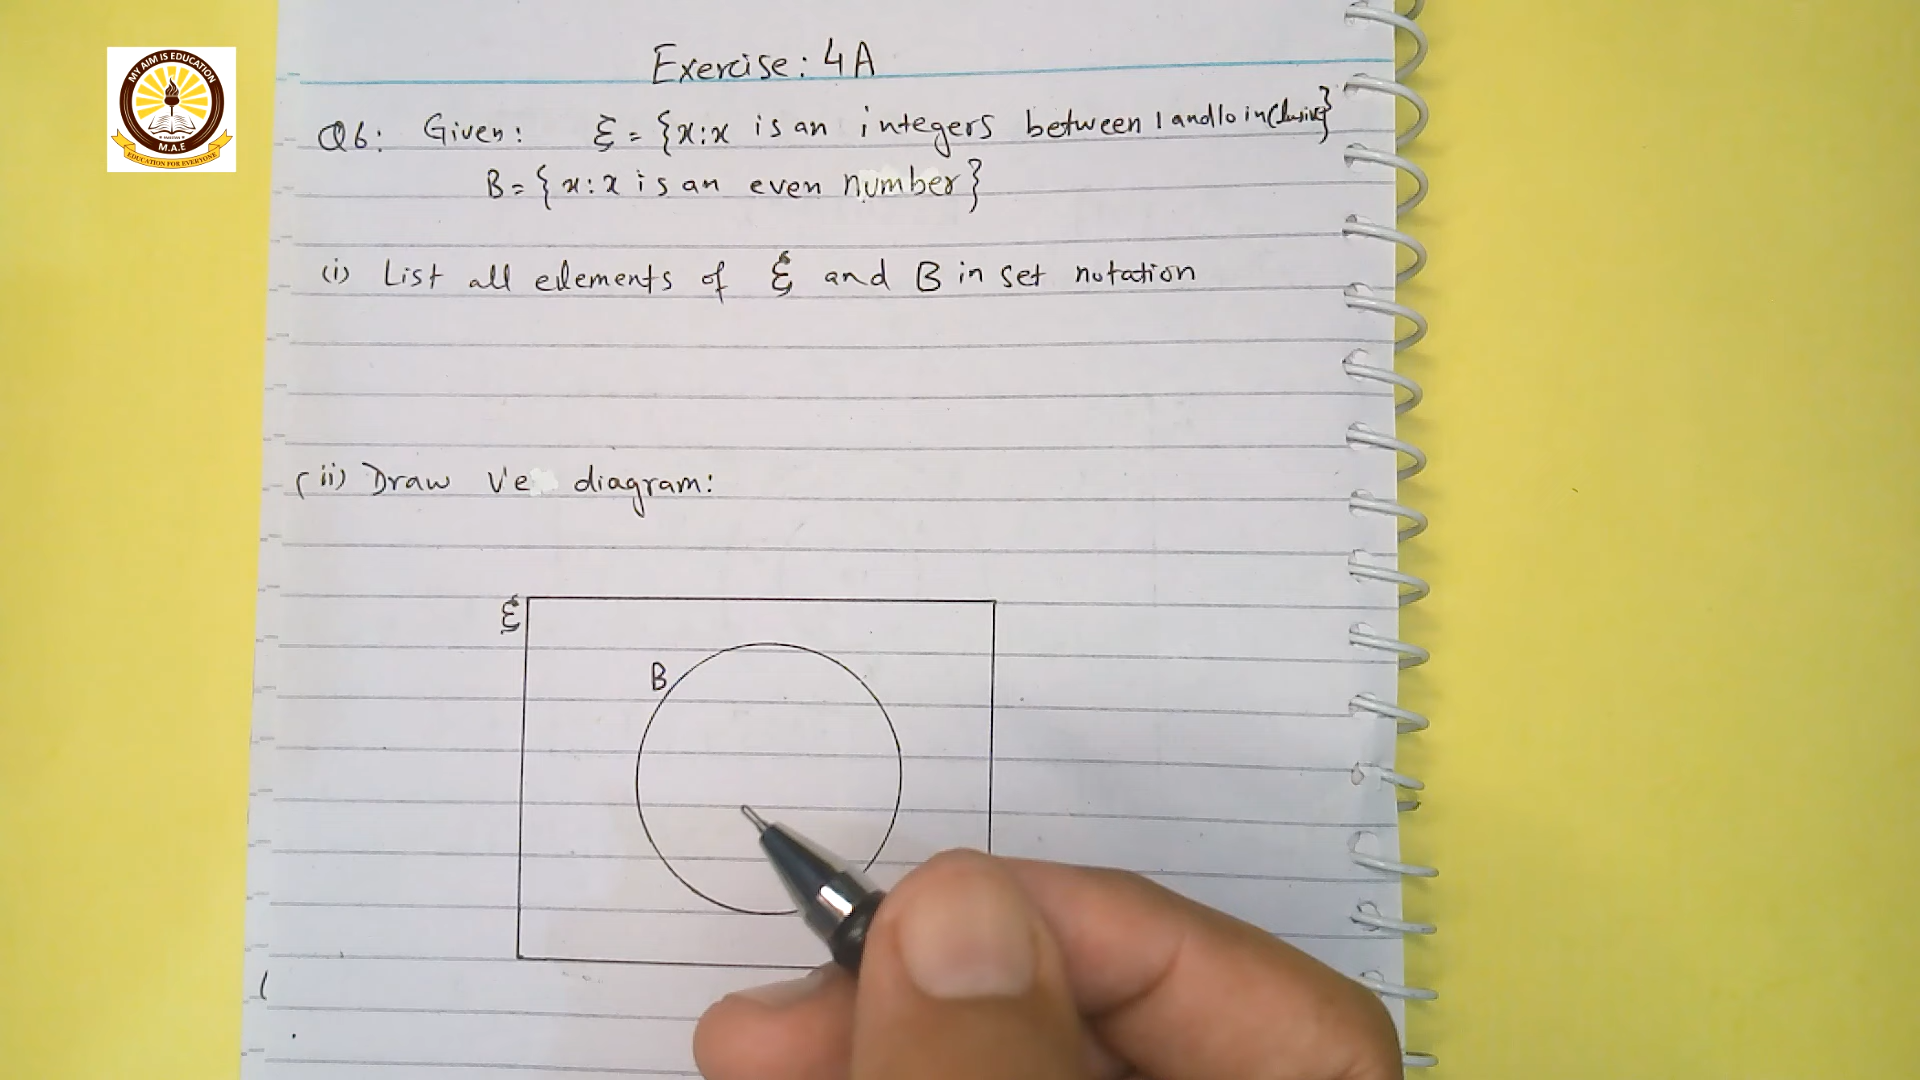 MY AIM IS EDUCATION
M.A.E
EDUCATION FOR EVERYONE
Exercise: 4A
Q6: Given: ξ = {x:x is an integers between 1 and 10 inclusive}
B = {x:x is an even number}
(i) List all elements of ξ and B in set notation
(ii) Draw Ve diagram:
ξ
B
(